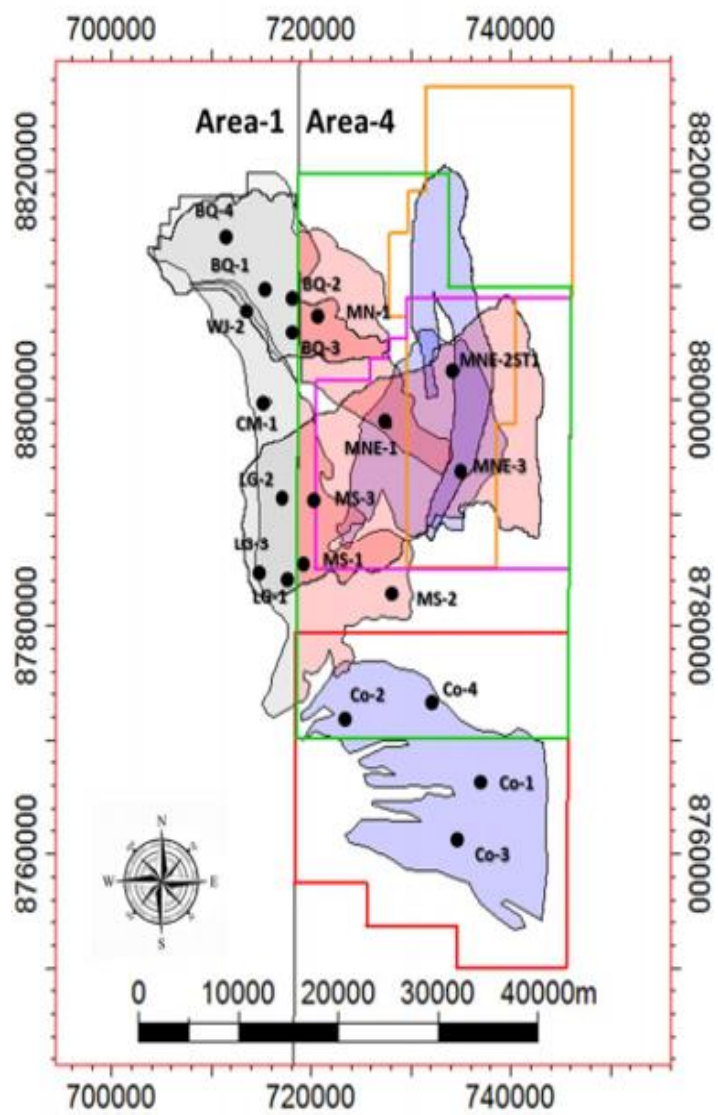 700000 720000 740000
Area-1 Area-4
8820000 8820000
BQ-4
BQ-1
BQ-2
WJ-2
MN-1
BQ-3
MNE-2ST1
8800000 8800000
CM-1
MNE-1
MNE-3
LG-2
MS-3
LG-3
MS-1
LG-1
MS-2
8780000 8780000
Co-2
Co-4
Co-1
Co-3
8760000 8760000
N
W E
S
0 10000 20000 30000 40000m
700000 720000 740000